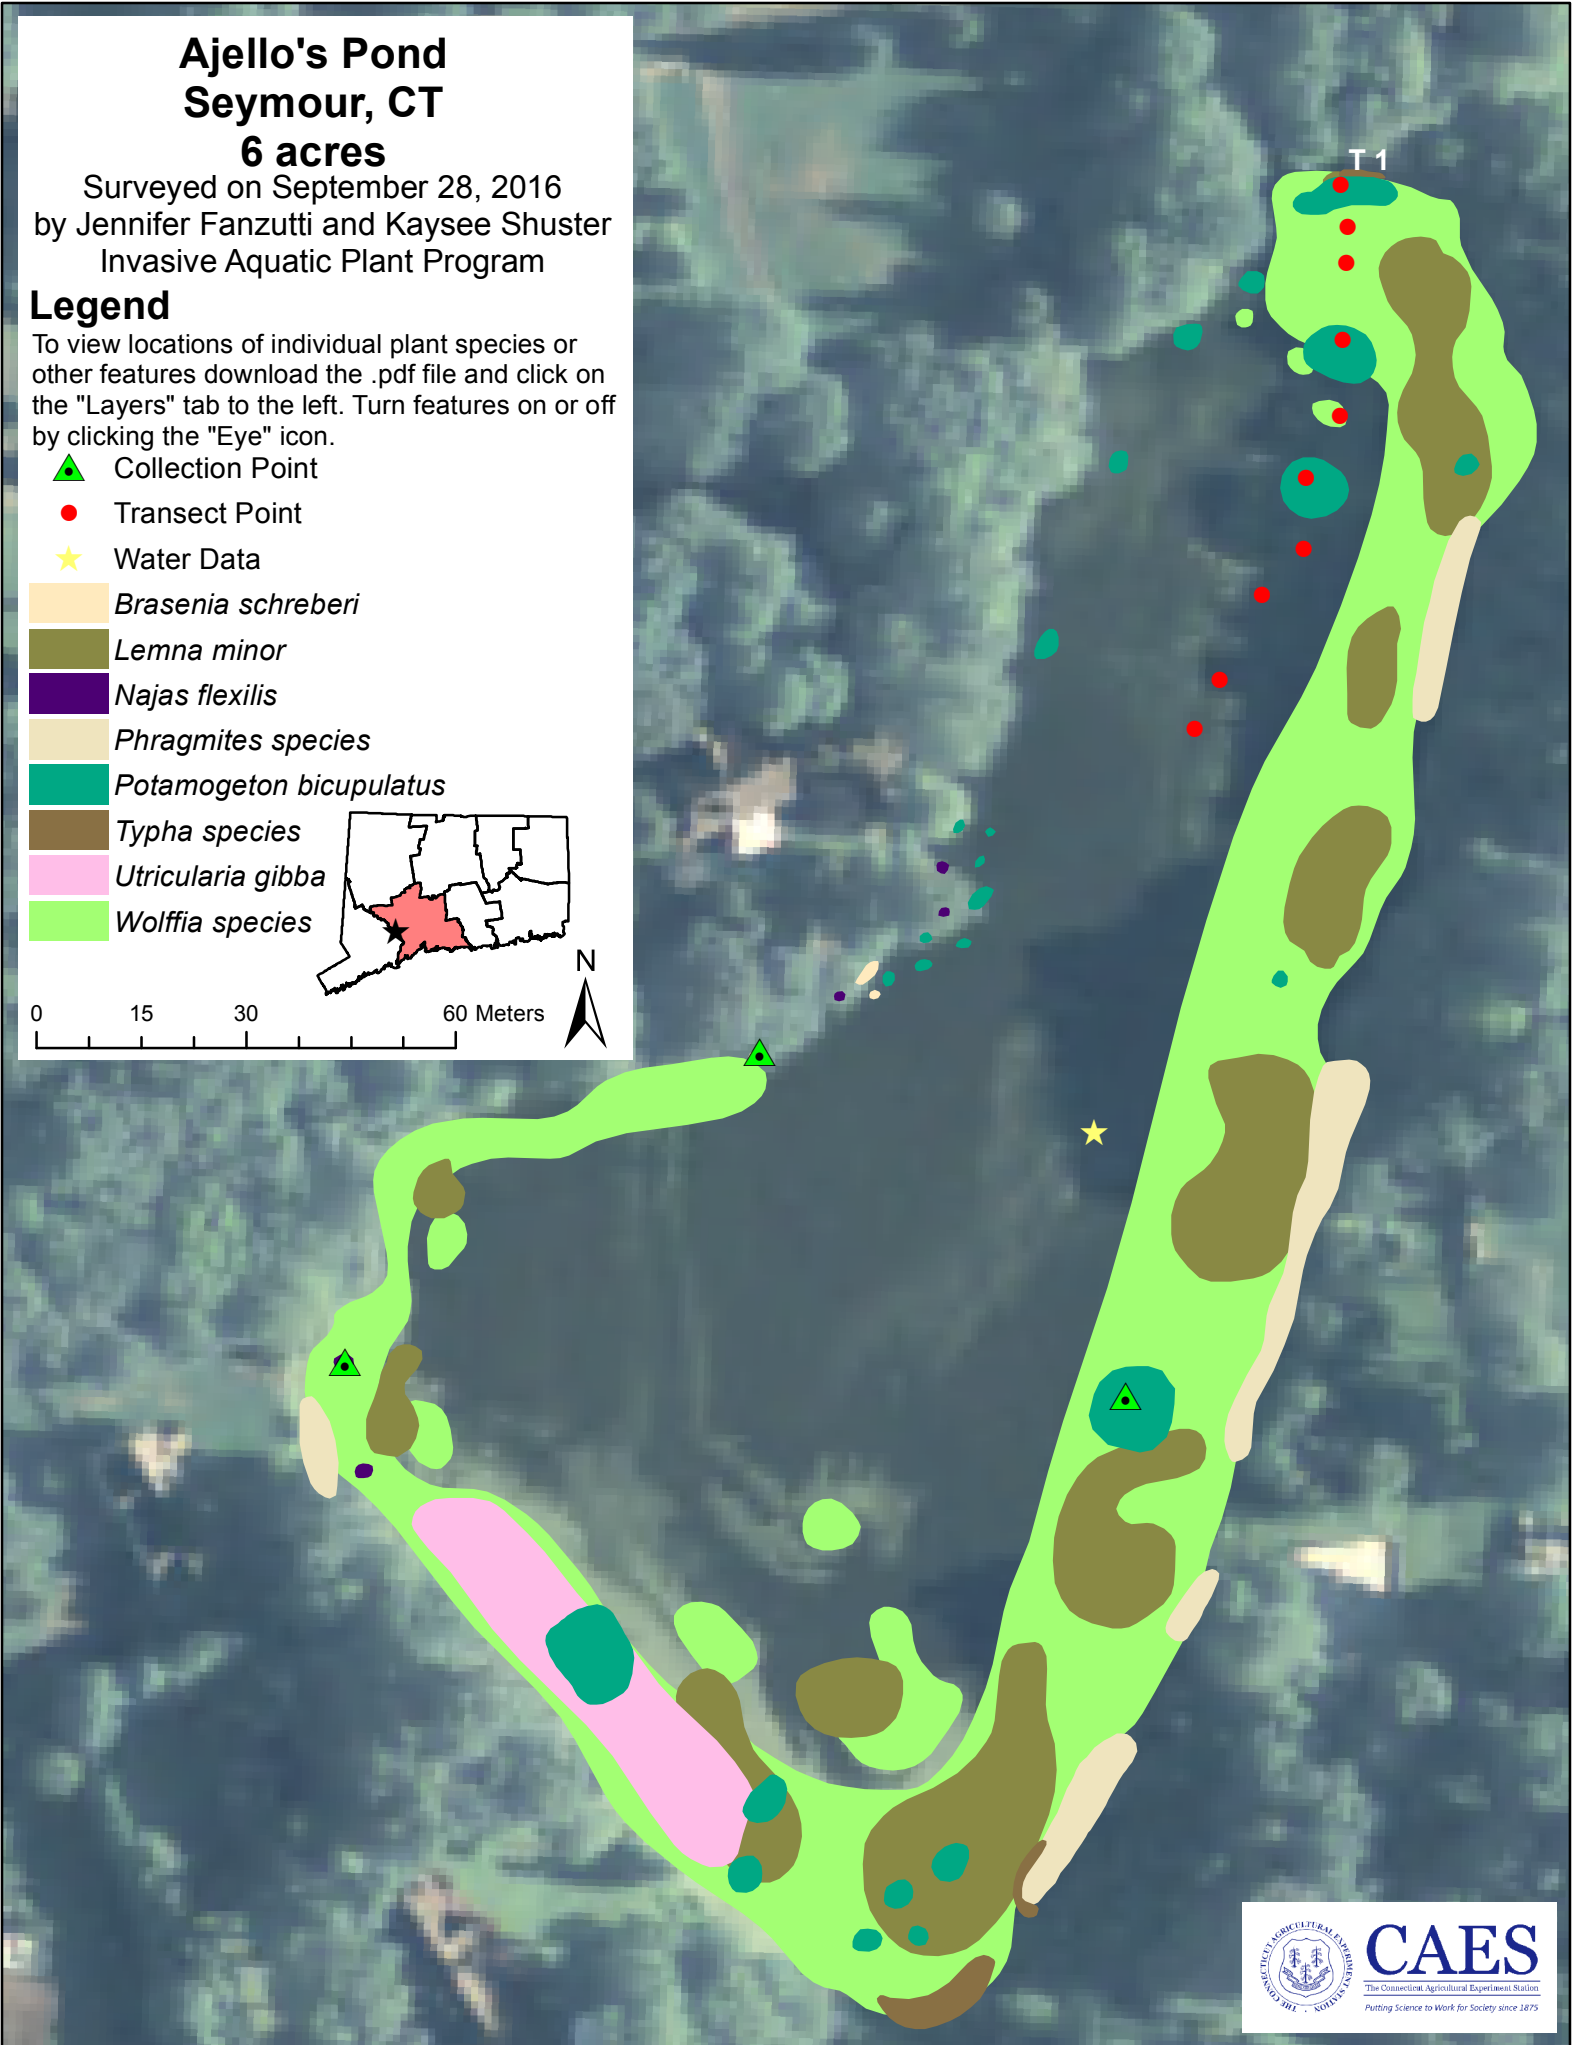 Ajello's Pond
Seymour, CT
6 acres
Surveyed on September 28, 2016
by Jennifer Fanzutti and Kaysee Shuster
Invasive Aquatic Plant Program
Legend
To view locations of individual plant species or
other features download the .pdf file and click on
the "Layers" tab to the left. Turn features on or off
by clicking the "Eye" icon.
Collection Point
Transect Point
Water Data
Brasenia schreberi
Lemna minor
Najas flexilis
Phragmites species
Potamogeton bicupulatus
Typha species
Utricularia gibba
Wolffia species
N
0 15 30 60 Meters
T 1
THE CONNECTICUT AGRICULTURAL EXPERIMENT STATION
CAES
The Connecticut Agricultural Experiment Station
Putting Science to Work for Society since 1875